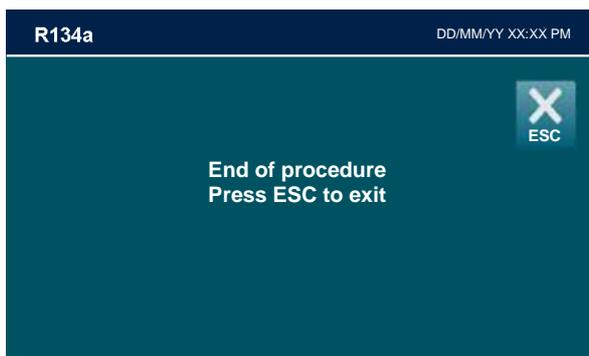 R134a
DD/MM/YY XX:XX PM
ESC
End of procedure
Press ESC to exit